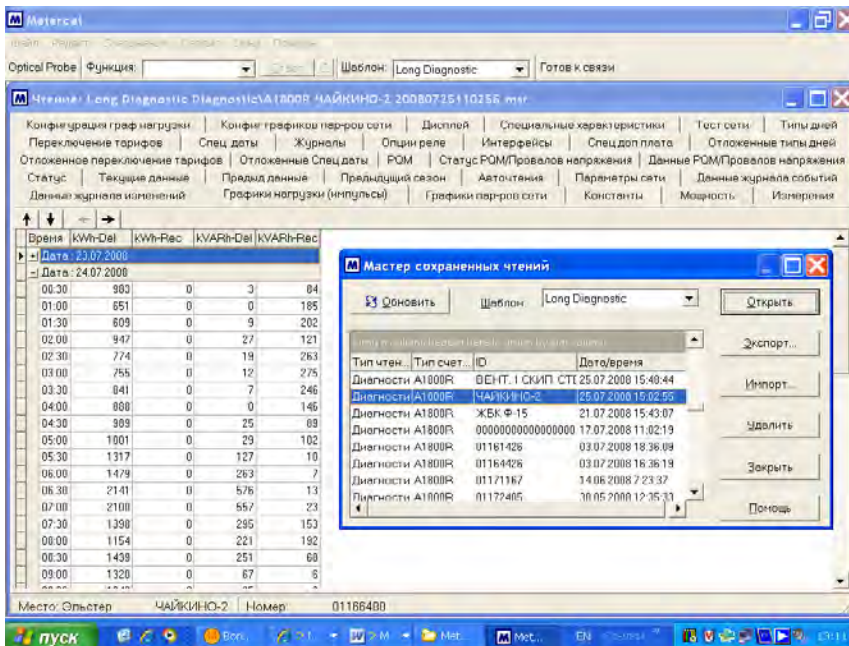 Metercat
Optical Probe Функция: Шаблон: Long Diagnostic Готов к связи
Чтение: Long Diagnostic Diagnostic\A1800R ЧАЙКИНО-2 20080725110256.msr
Конфигурация граф нагрузки Конфиг графиков пар-ров сети Дисплей Специальные характеристики Тест сети Типы дней
Переключение тарифов Спец даты Журналы Опции реле Интерфейсы Спец доп плата Отложенные типы дней
Отложенное переключение тарифов Отложенные Спец даты РОМ Статус РОМ/Провалов напряжения Данные РОМ/Провалов напряжения
Статус Текущие данные Предыд данные Предыдущий сезон Авточтения Параметры сети Данные журнала событий
Данные журнала изменений Графики нагрузки (импульсы) Графики пар-ров сети Константы Мощность Измерения
Время kWh-Del kWh-Rec kVARh-Del kVARh-Rec
Дата : 23.07.2008
Дата : 24.07.2008
00:30 983 0 3 84
01:00 651 0 0 185
01:30 609 0 9 202
02:00 947 0 27 121
02:30 774 0 19 263
03:00 755 0 12 275
03:30 841 0 7 246
04:00 888 0 0 146
04:30 989 0 25 89
05:00 1001 0 29 102
05:30 1317 0 127 10
06:00 1479 0 263 7
06:30 2141 0 576 13
07:00 2100 0 557 23
07:30 1398 0 295 153
08:00 1154 0 221 192
08:30 1439 0 251 60
09:00 1320 0 67 6
Мастер сохраненных чтений
Обновить Шаблон: Long Diagnostic Открыть
Экспорт...
Импорт...
Удалить
Закрыть
Помощь
Тип чтен... Тип счет... ID Дата/время
Диагности A1800R ВЕНТ. 1 СКИП. СТЕ 25.07.2008 15:48:44
Диагности A1800R ЧАЙКИНО-2 25.07.2008 15:02:55
Диагности A1800R ЖБК Ф-15 21.07.2008 15:43:07
Диагности A1800R 0000000000000000 17.07.2008 11:02:19
Диагности A1800R 01161426 03.07.2008 18:36:09
Диагности A1800R 01164426 03.07.2008 16:36:19
Диагности A1800R 01171167 14.06.2008 7:23:37
Диагности A1800R 01172405 30.05.2008 12:35:33
Место: Эльстер ЧАЙКИНО-2 Номер: 01166400
пуск Met... Met... EN